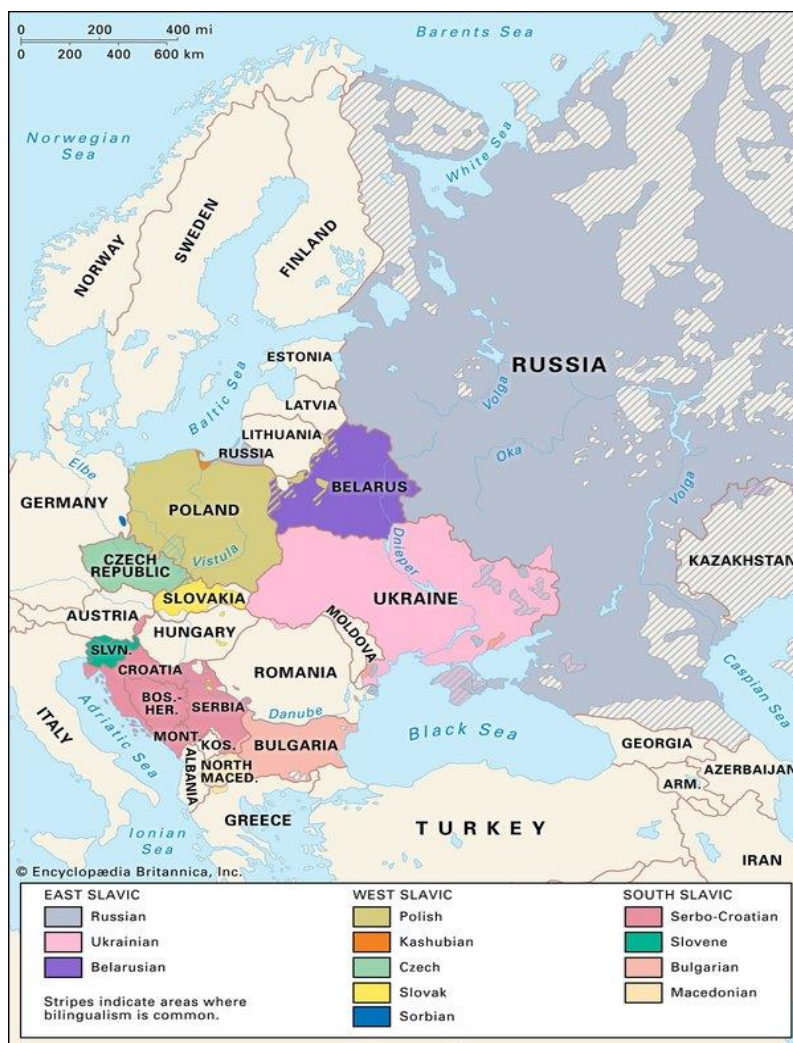 0 200 400 mi
0 200 400 600 km
Barents Sea
Norwegian
Sea
White Sea
NORWAY
SWEDEN
FINLAND
RUSSIA
ESTONIA
Baltic Sea
LATVIA
LITHUANIA
RUSSIA
Volga
Oka
Volga
BELARUS
Elbe
GERMANY
POLAND
Vistula
Dnieper
KAZAKHSTAN
CZECH
REPUBLIC
SLOVAKIA
UKRAINE
AUSTRIA
HUNGARY
MOLDOVA
SLVN.
CROATIA
ROMANIA
Caspian Sea
BOS.-
HER.
SERBIA
Danube
ITALY
Adriatic Sea
MONT.
KOS.
BULGARIA
Black Sea
GEORGIA
ALBANIA
NORTH
MACED.
ARM.
AZERBAIJAN
GREECE
TURKEY
IRAN
Ionian
Sea
© Encyclopædia Britannica, Inc.
EAST SLAVIC
Russian
Ukrainian
Belarusian
Stripes indicate areas where
bilingualism is common.
WEST SLAVIC
Polish
Kashubian
Czech
Slovak
Sorbian
SOUTH SLAVIC
Serbo-Croatian
Slovene
Bulgarian
Macedonian